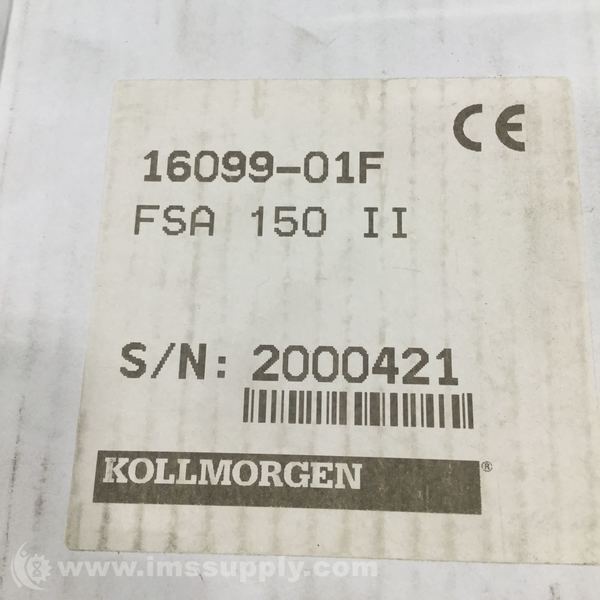 CE
16099-01F
FSA 150 II
S/N: 2000421
KOLLMORGEN®
www.imssupply.com